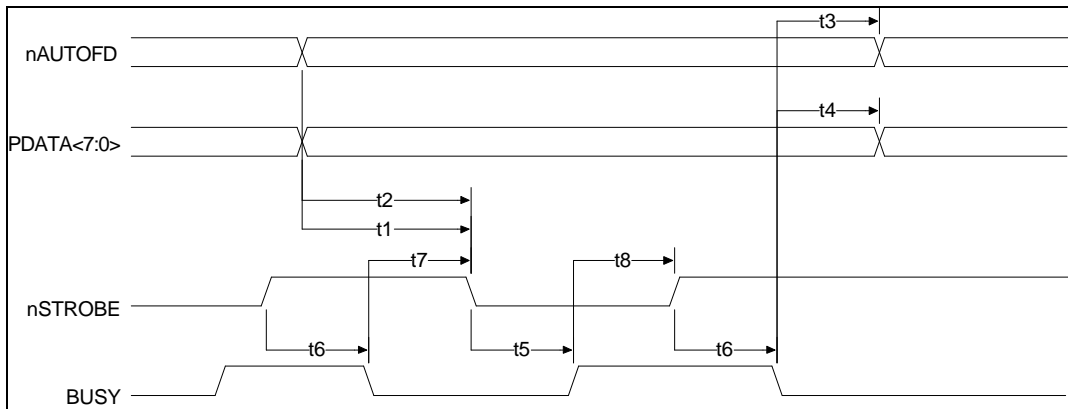 t3
nAUTOFD
t4
PDATA<7:0>
t2
t1
t7
t8
nSTROBE
t6
t5
t6
BUSY